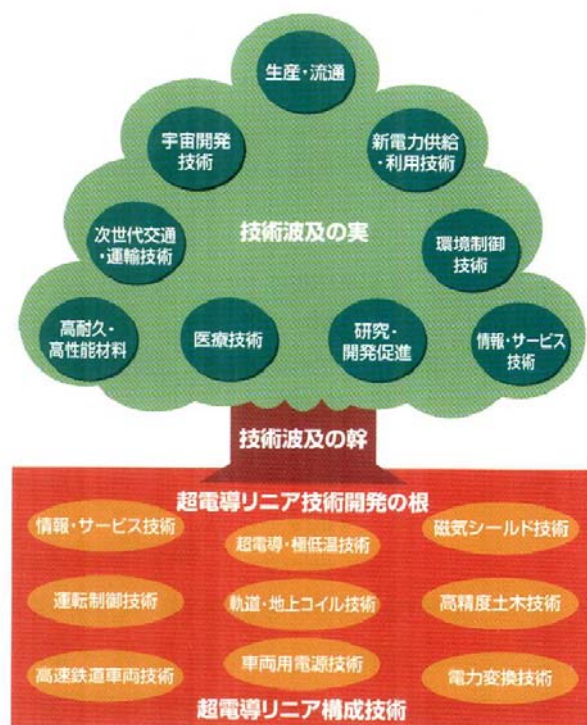 生産・流通
宇宙開発
技術
新電力供給
・利用技術
技術波及の実
次世代交通
・運輸技術
環境制御
技術
高耐久・
高性能材料
医療技術
研究・
開発促進
情報・サービス
技術
技術波及の幹
超電導リニア技術開発の根
情報・サービス技術
超電導・極低温技術
磁気シールド技術
運転制御技術
軌道・地上コイル技術
高精度土木技術
高速鉄道車両技術
車両用電源技術
電力変換技術
超電導リニア構成技術